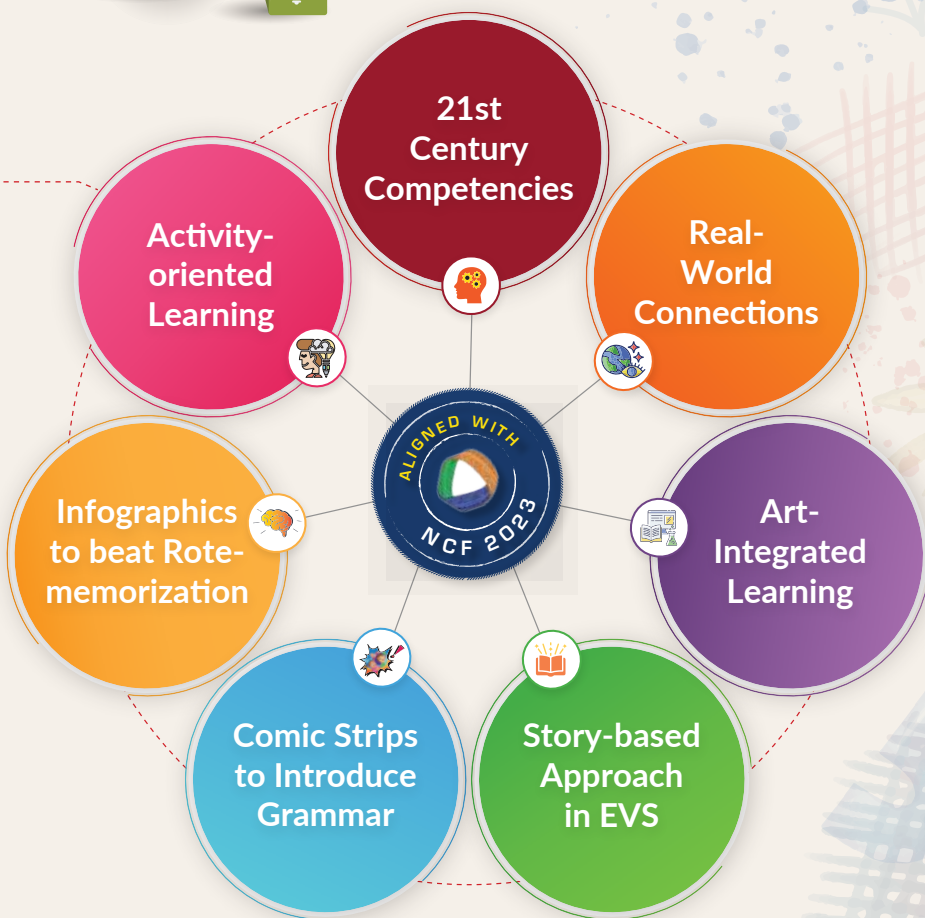 21st
Century
Competencies
Activity-
oriented
Learning
Real-
World
Connections
ALIGNED WITH
NCF 2023
Infographics
to beat Rote-
memorization
Art-
Integrated
Learning
Comic Strips
to Introduce
Grammar
Story-based
Approach
in EVS